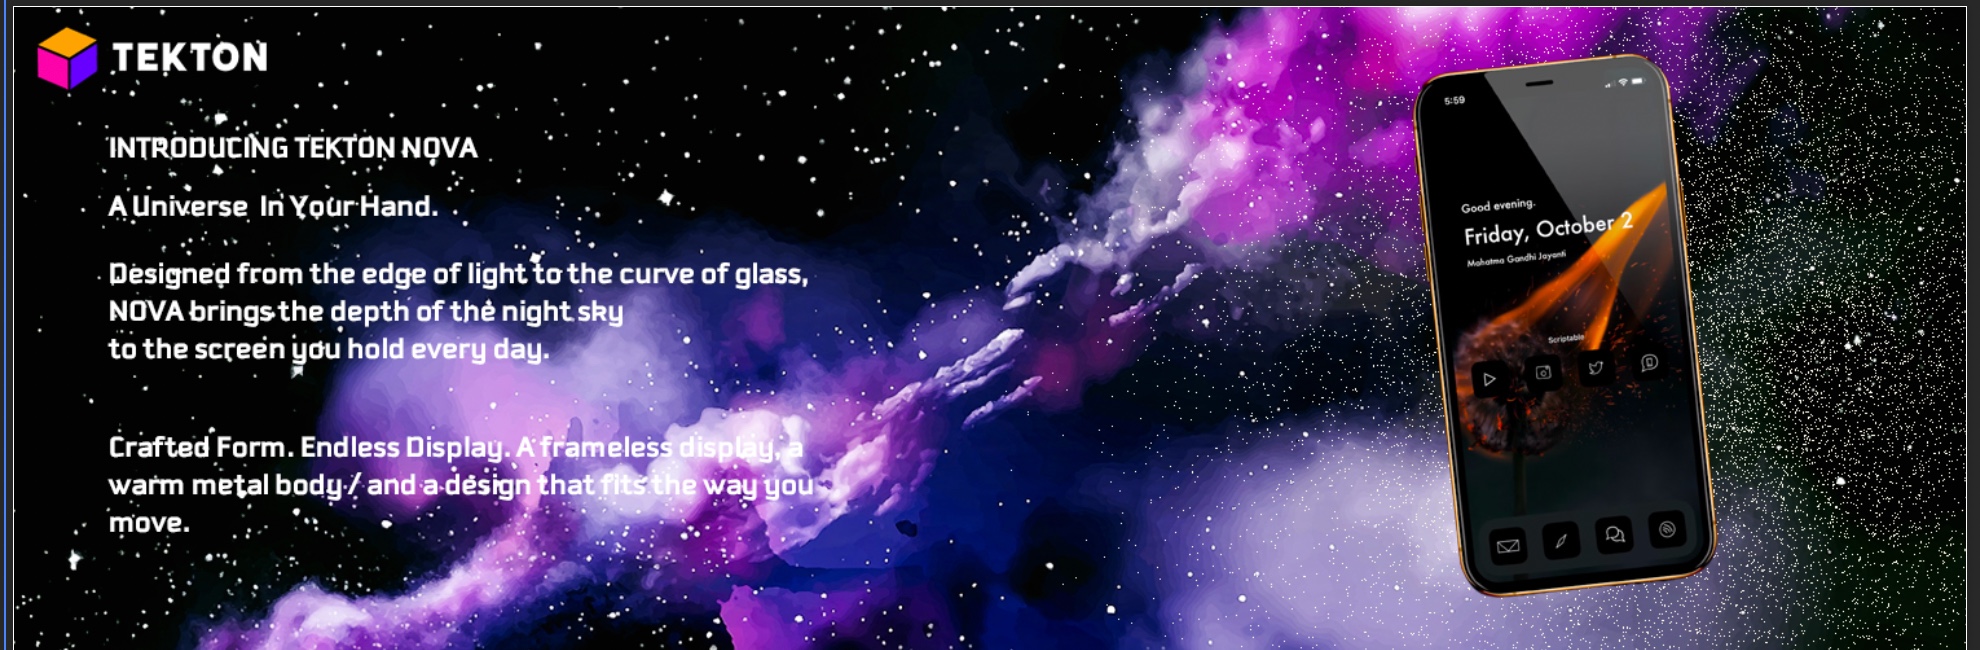 TEKTON
INTRODUCING TEKTON NOVA
A Universe  In Your Hand.
Designed from the edge of light to the curve of glass,
NOVA brings the depth of the night sky
to the screen you hold every day.
Crafted Form. Endless Display. A frameless display, a
warm metal body / and a design that fits the way you
move.
5:59
Good evening.
Friday, October 2
Mahatma Gandhi Jayanti
Scriptable